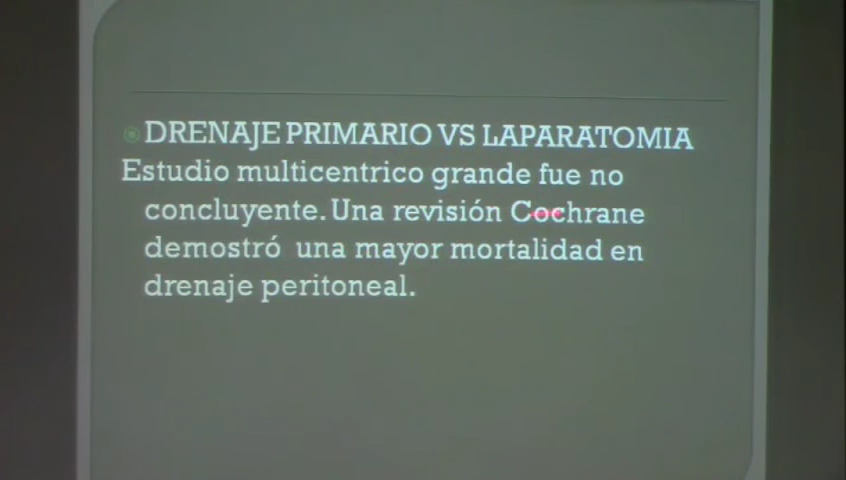 DRENAJE PRIMARIO VS LAPARATOMIA
Estudio multicentrico grande fue no
concluyente. Una revisión Cochrane
demostró una mayor mortalidad en
drenaje peritoneal.